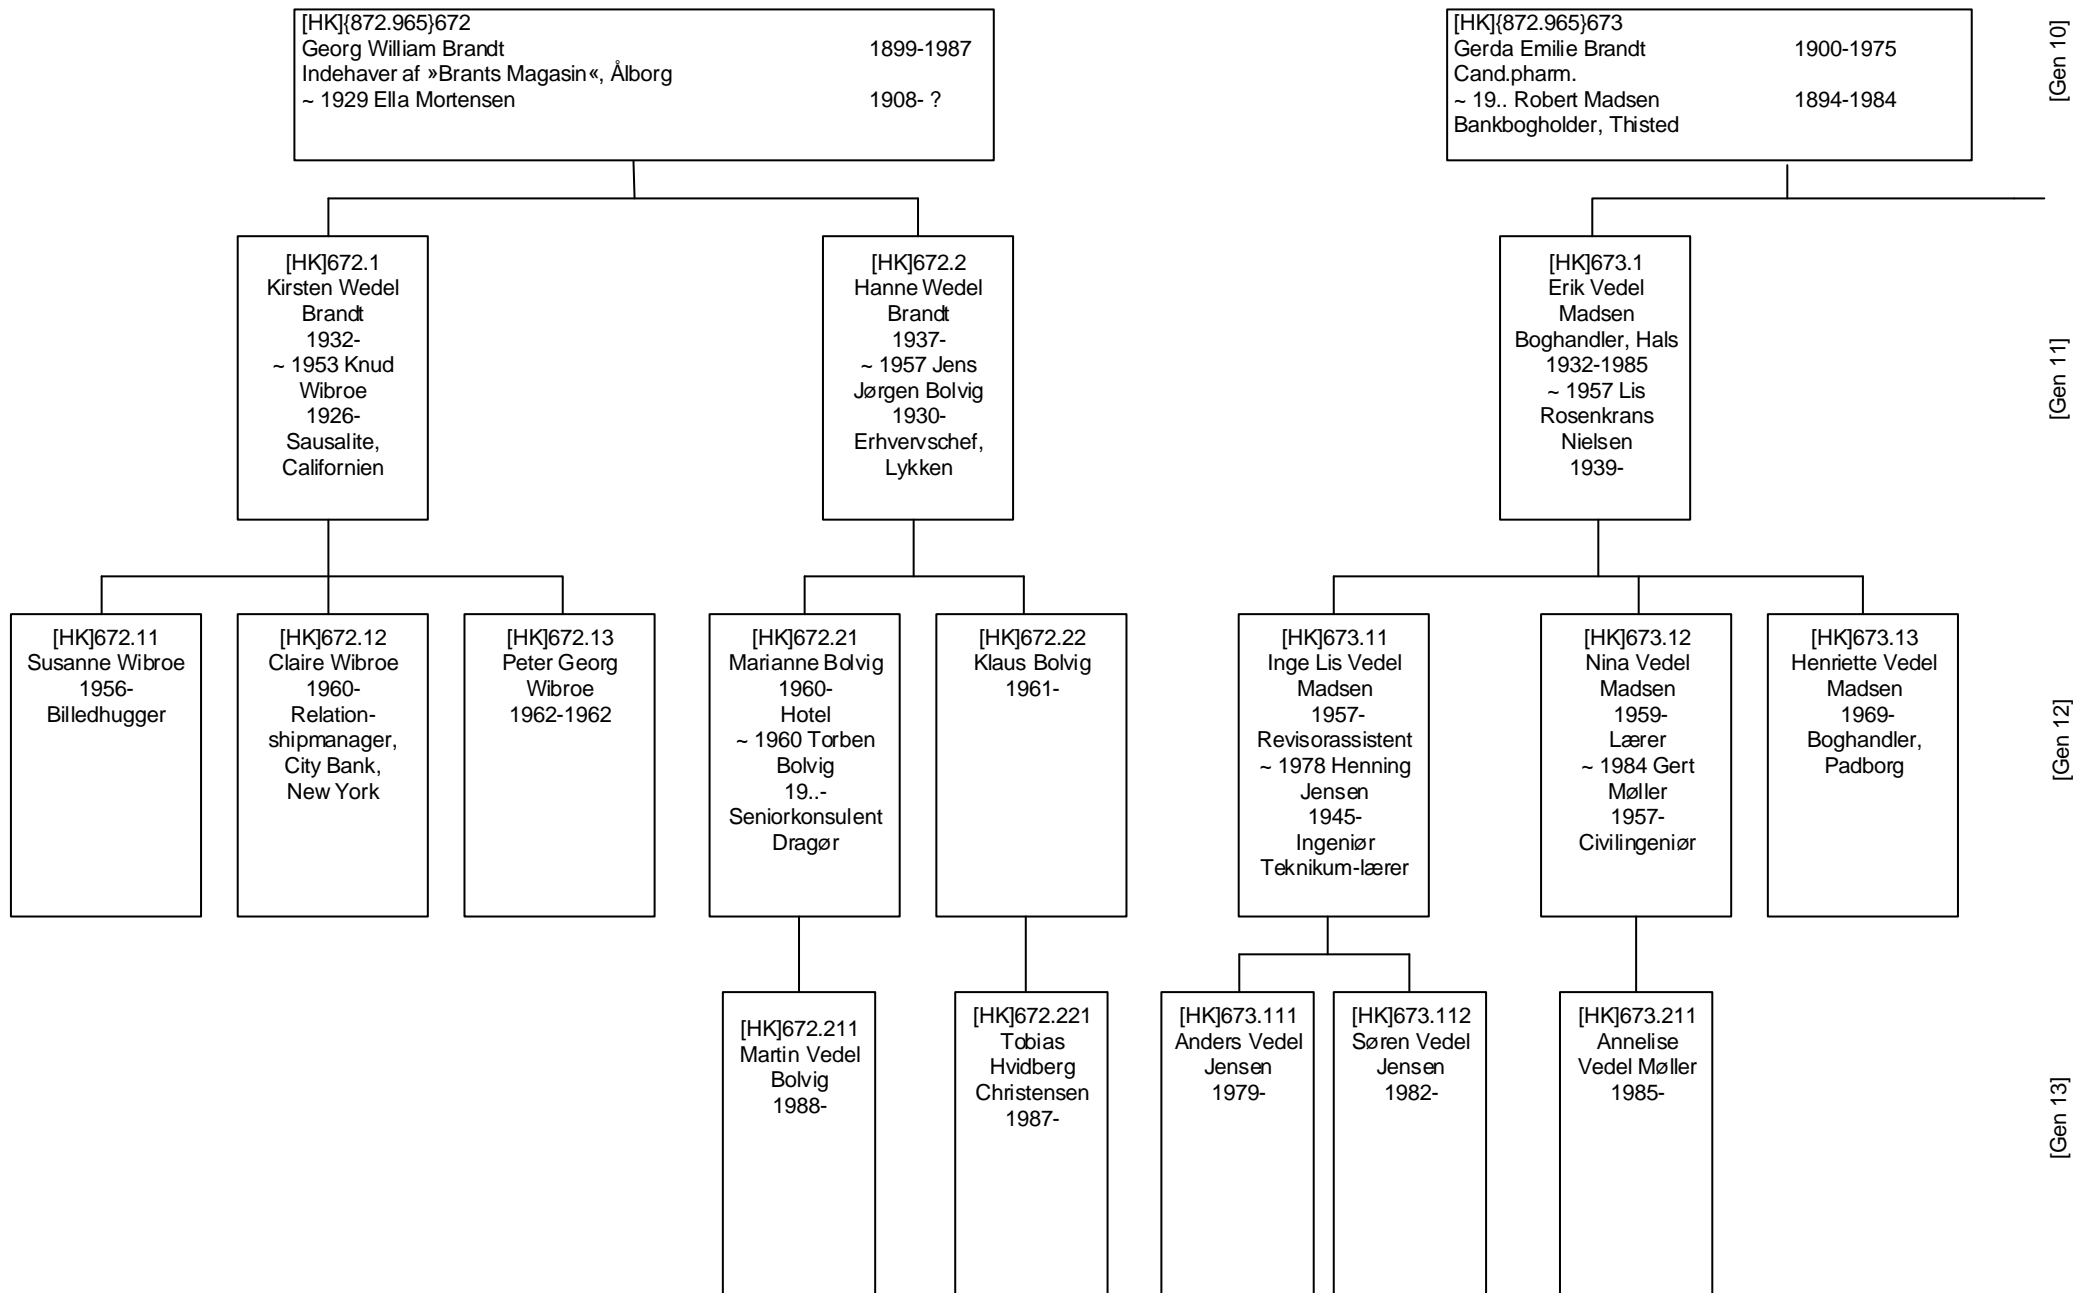 [HK]{872.965}672
Georg William Brandt 1899-1987
Indehaver af »Brants Magasin«, Ålborg
~ 1929 Ella Mortensen 1908- ?
[HK]{872.965}673
Gerda Emilie Brandt 1900-1975
Cand.pharm.
~ 19.. Robert Madsen 1894-1984
Bankbogholder, Thisted
[Gen 10]
[HK]672.1
Kirsten Wedel
Brandt
1932-
~ 1953 Knud
Wibroe
1926-
Sausalite,
Californien
[HK]672.2
Hanne Wedel
Brandt
1937-
~ 1957 Jens
Jørgen Bolvig
1930-
Erhvervschef,
Lykken
[HK]673.1
Erik Vedel
Madsen
Boghandler, Hals
1932-1985
~ 1957 Lis
Rosenkrans
Nielsen
1939-
[Gen 11]
[HK]672.11
Susanne Wibroe
1956-
Billedhugger
[HK]672.12
Claire Wibroe
1960-
Relation-
shipmanager,
City Bank,
New York
[HK]672.13
Peter Georg
Wibroe
1962-1962
[HK]672.21
Marianne Bolvig
1960-
Hotel
~ 1960 Torben
Bolvig
19..-
Seniorkonsulent
Dragør
[HK]672.22
Klaus Bolvig
1961-
[HK]673.11
Inge Lis Vedel
Madsen
1957-
Revisorassistent
~ 1978 Henning
Jensen
1945-
Ingeniør
Teknikum-lærer
[HK]673.12
Nina Vedel
Madsen
1959-
Lærer
~ 1984 Gert
Møller
1957-
Civilingeniør
[HK]673.13
Henriette Vedel
Madsen
1969-
Boghandler,
Padborg
[Gen 12]
[HK]672.211
Martin Vedel
Bolvig
1988-
[HK]672.221
Tobias
Hvidberg
Christensen
1987-
[HK]673.111
Anders Vedel
Jensen
1979-
[HK]673.112
Søren Vedel
Jensen
1982-
[HK]673.211
Annelise
Vedel Møller
1985-
[Gen 13]